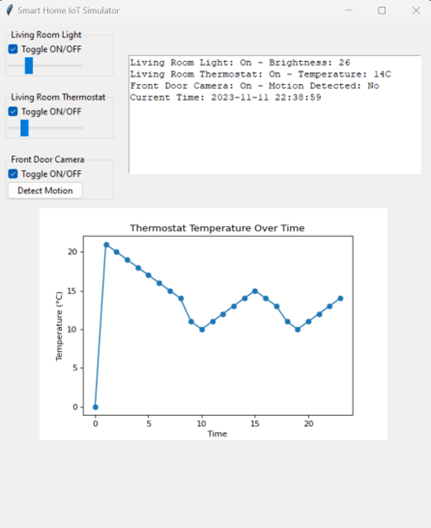 Smart Home IoT Simulator
Living Room Light
Toggle ON/OFF
Living Room Thermostat
Toggle ON/OFF
Front Door Camera
Toggle ON/OFF
Detect Motion
Living Room Light: On - Brightness: 26
Living Room Thermostat: On - Temperature: 14C
Front Door Camera: On - Motion Detected: No
Current Time: 2023-11-11 22:38:59
Thermostat Temperature Over Time
Temperature (°C)
20
15
10
5
0
0 5 10 15 20
Time